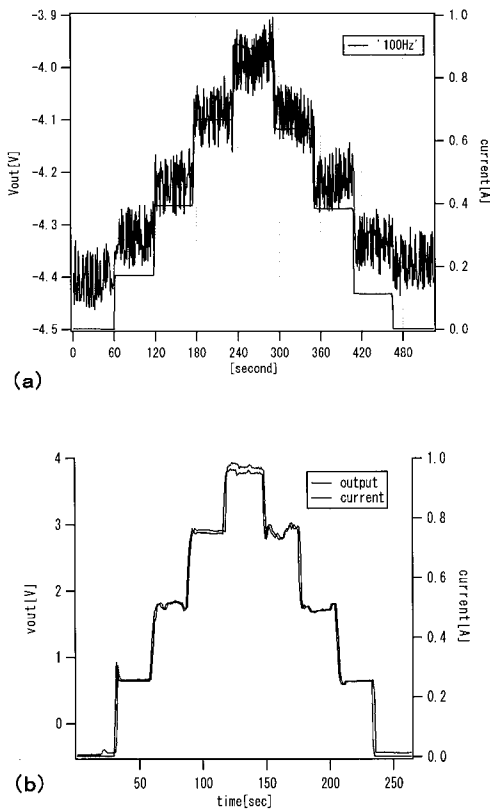 -3.9
-4.0
-4.1
-4.2
-4.3
-4.4
-4.5
Vout[V]
'100Hz'
1.0
0.8
0.6
0.4
0.2
0.0
current[A]
0 60 120 180 240 300 360 420 480
[second]
(a)
4
3
2
1
0
vout[V]
output
current
1.0
0.8
0.6
0.4
0.2
0.0
current[A]
50 100 150 200 250
time[sec]
(b)